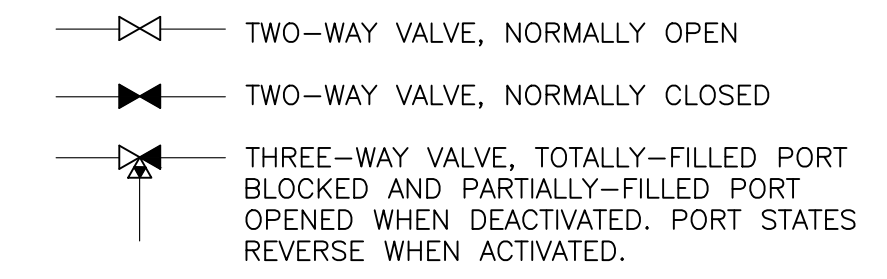 TWO-WAY VALVE, NORMALLY OPEN
TWO-WAY VALVE, NORMALLY CLOSED
THREE-WAY VALVE, TOTALLY-FILLED PORT
BLOCKED AND PARTIALLY-FILLED PORT
OPENED WHEN DEACTIVATED. PORT STATES
REVERSE WHEN ACTIVATED.